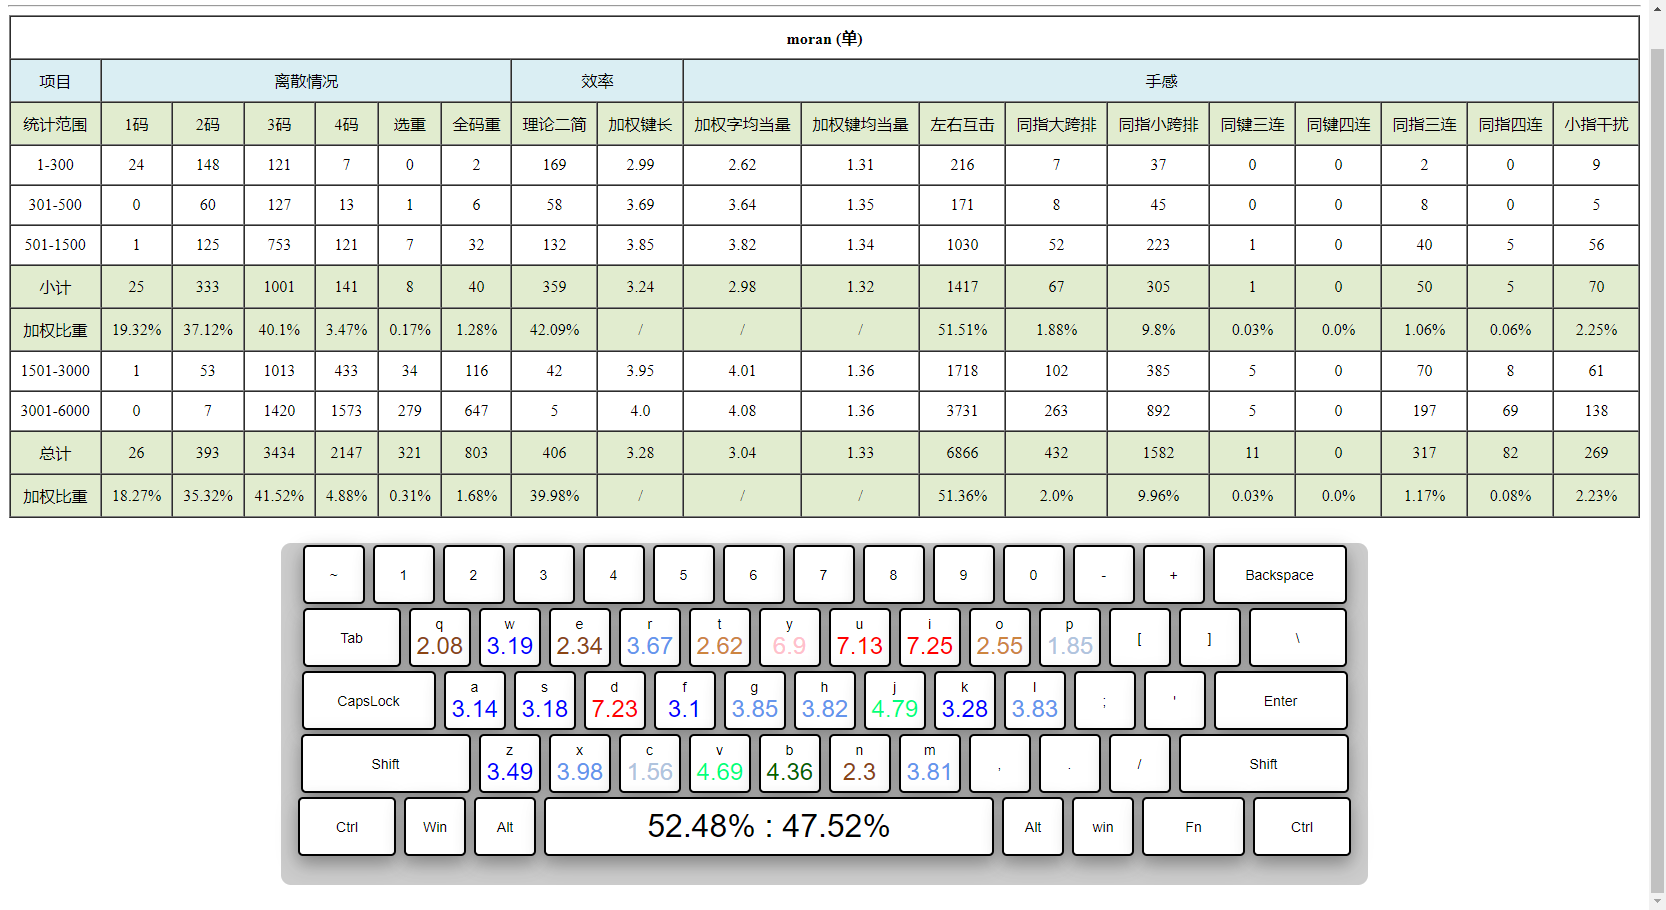 moran (单)
项目 离散情况 效率 手感
统计范围 1码 2码 3码 4码 选重 全码重 理论二简 加权键长 加权字均当量 加权键均当量 左右互击 同指大跨排 同指小跨排 同键三连 同键四连 同指三连 同指四连 小指干扰
1-300 24 148 121 7 0 2 169 2.99 2.62 1.31 216 7 37 0 0 2 0 9
301-500 0 60 127 13 1 6 58 3.69 3.64 1.35 171 8 45 0 0 8 0 5
501-1500 1 125 753 121 7 32 132 3.85 3.82 1.34 1030 52 223 1 0 40 5 56
小计 25 333 1001 141 8 40 359 3.24 2.98 1.32 1417 67 305 1 0 50 5 70
加权比重 19.32% 37.12% 40.1% 3.47% 0.17% 1.28% 42.09% / / / 51.51% 1.88% 9.8% 0.03% 0.0% 1.06% 0.06% 2.25%
1501-3000 1 53 1013 433 34 116 42 3.95 4.01 1.36 1718 102 385 5 0 70 8 61
3001-6000 0 7 1420 1573 279 647 5 4.0 4.08 1.36 3731 263 892 5 0 197 69 138
总计 26 393 3434 2147 321 803 406 3.28 3.04 1.33 6866 432 1582 11 0 317 82 269
加权比重 18.27% 35.32% 41.52% 4.88% 0.31% 1.68% 39.98% / / / 51.36% 2.0% 9.96% 0.03% 0.0% 1.17% 0.08% 2.23%
~ 1 2 3 4 5 6 7 8 9 0 - + Backspace
q w e r t y u i o p
Tab 2.08 3.19 2.34 3.67 2.62 6.9 7.13 7.25 2.55 1.85 [ ] \
a s d f g h j k l
CapsLock 3.14 3.18 7.23 3.1 3.85 3.82 4.79 3.28 3.83 ; ' Enter
z x c v b n m
Shift 3.49 3.98 1.56 4.69 4.36 2.3 3.81 , . / Shift
Ctrl Win Alt 52.48% : 47.52% Alt win Fn Ctrl